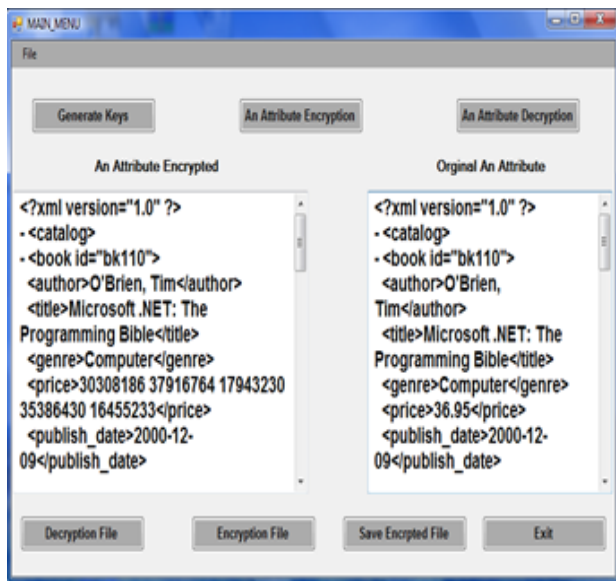 MAIN_MENU
File
Generate Keys
An Attribute Encryption
An Attribute Decryption
An Attribute Encrypted
Orginal An Attribute
<?xml version="1.0" ?>
- <catalog>
- <book id="bk110">
<author>O'Brien, Tim</author>
<title>Microsoft .NET: The
Programming Bible</title>
<genre>Computer</genre>
<price>30308186 37916764 17943230
35386430 16455233</price>
<publish_date>2000-12-
09</publish_date>
<?xml version="1.0" ?>
- <catalog>
- <book id="bk110">
<author>O'Brien,
Tim</author>
<title>Microsoft .NET: The
Programming Bible</title>
<genre>Computer</genre>
<price>36.95</price>
<publish_date>2000-12-
09</publish_date>
Decryption File
Encryption File
Save Encrpted File
Exit